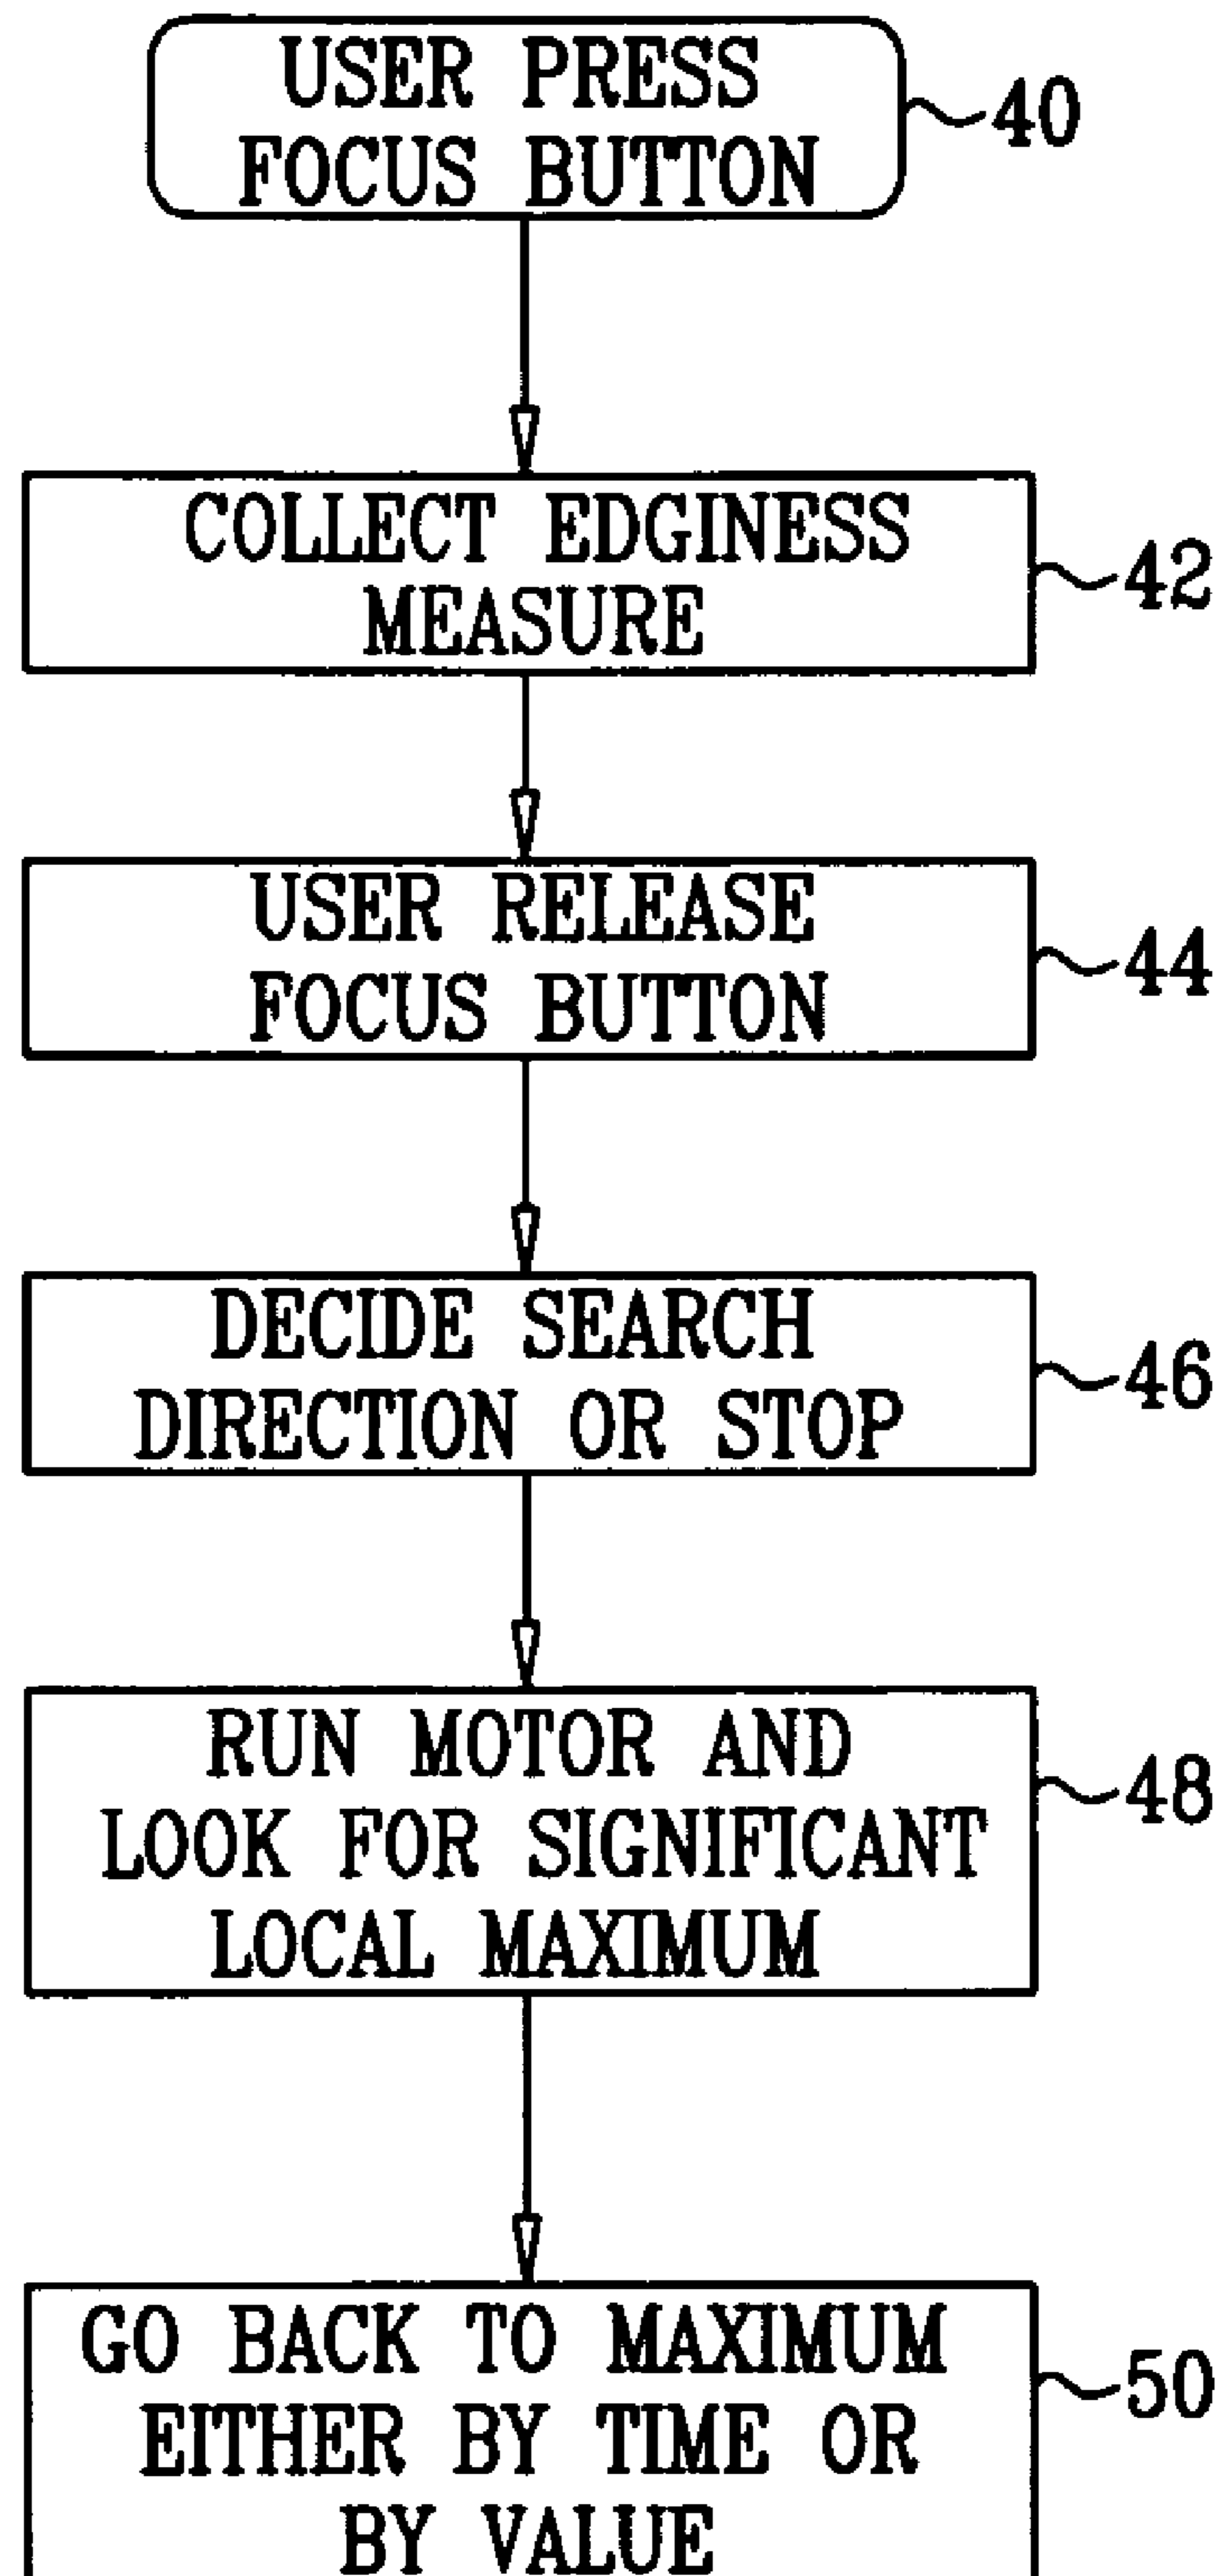 USER PRESS
FOCUS BUTTON
40
COLLECT EDGINESS
MEASURE
42
USER RELEASE
FOCUS BUTTON
44
DECIDE SEARCH
DIRECTION OR STOP
46
RUN MOTOR AND
LOOK FOR SIGNIFICANT
LOCAL MAXIMUM
48
GO BACK TO MAXIMUM
EITHER BY TIME OR
BY VALUE
50